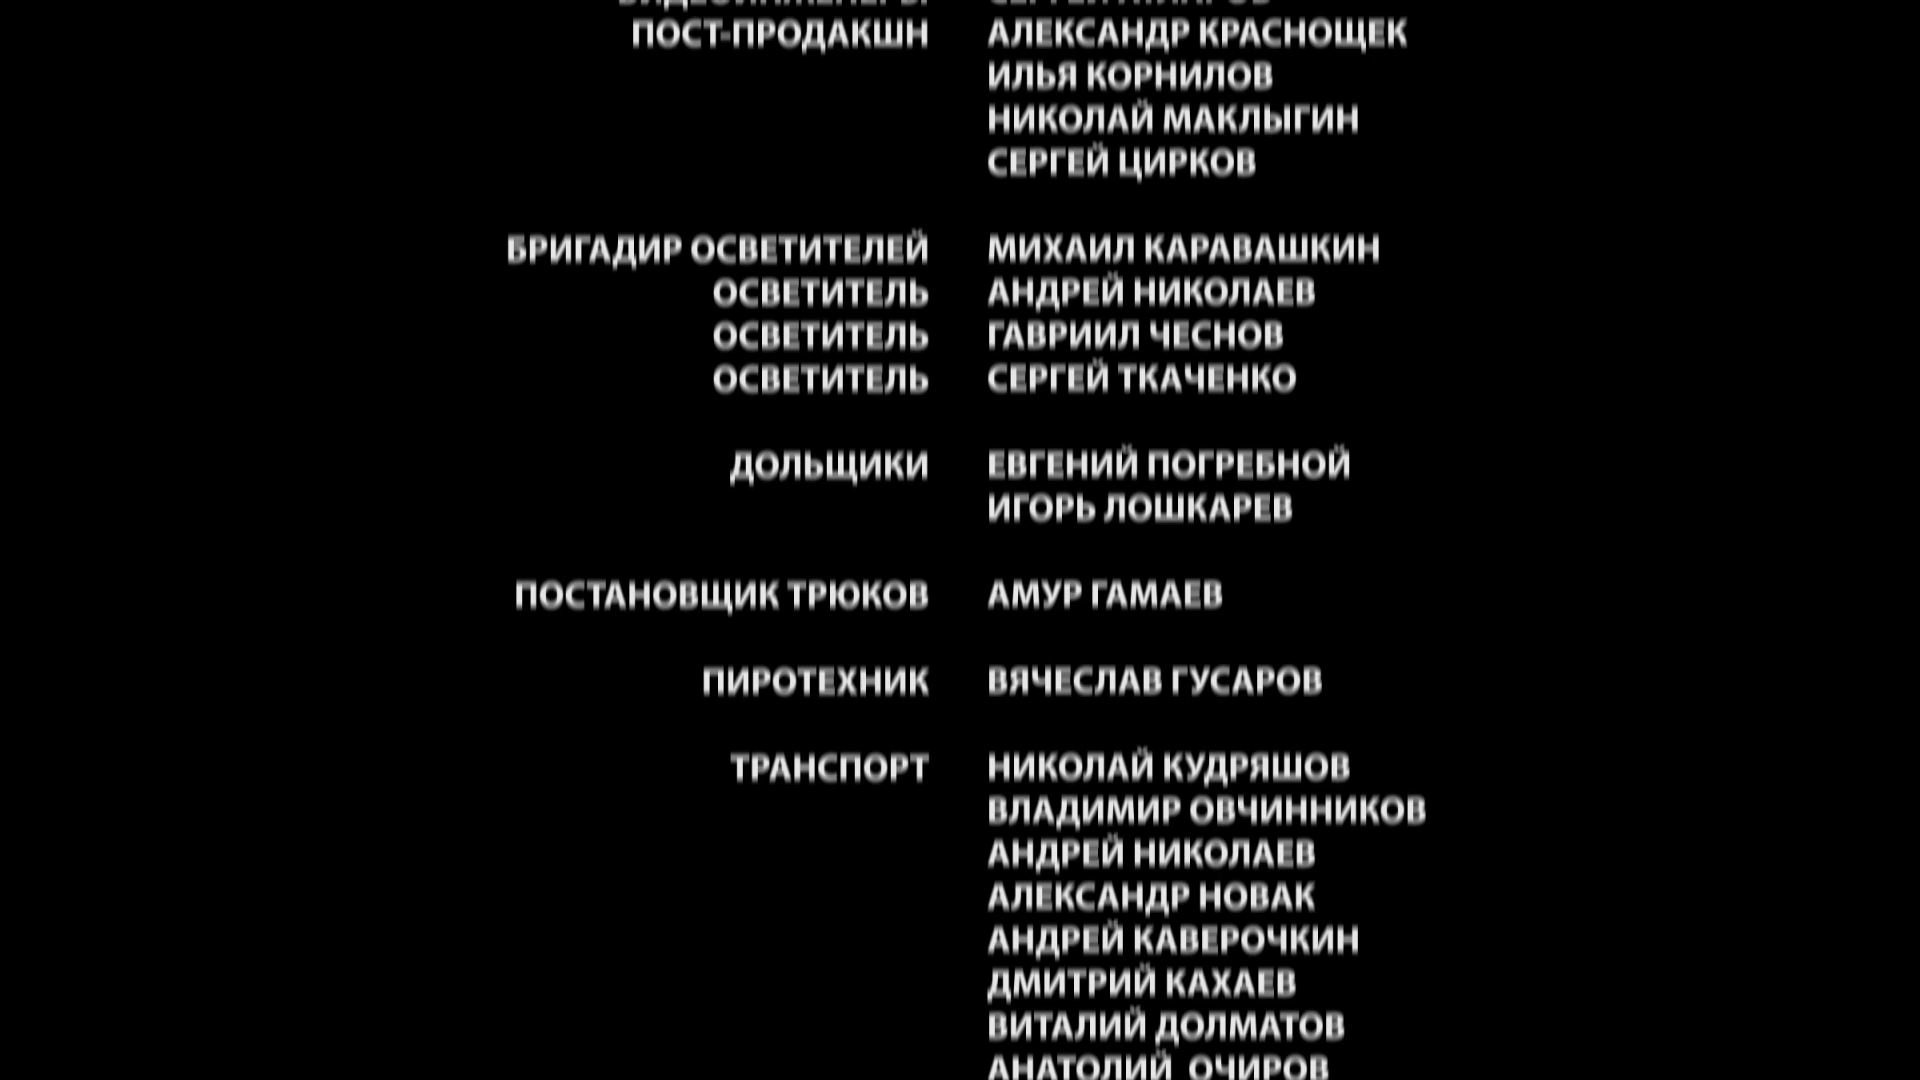 ПОСТ-ПРОДАКШН АЛЕКСАНДР КРАСНОЩЕК
ИЛЬЯ КОРНИЛОВ
НИКОЛАЙ МАКЛЫГИН
СЕРГЕЙ ЦИРКОВ
БРИГАДИР ОСВЕТИТЕЛЕЙ МИХАИЛ КАРАВАШКИН
ОСВЕТИТЕЛЬ АНДРЕЙ НИКОЛАЕВ
ОСВЕТИТЕЛЬ ГАВРИИЛ ЧЕСНОВ
ОСВЕТИТЕЛЬ СЕРГЕЙ ТКАЧЕНКО
ДОЛЬЩИКИ ЕВГЕНИЙ ПОГРЕБНОЙ
ИГОРЬ ЛОШКАРЕВ
ПОСТАНОВЩИК ТРЮКОВ АМУР ГАМАЕВ
ПИРОТЕХНИК ВЯЧЕСЛАВ ГУСАРОВ
ТРАНСПОРТ НИКОЛАЙ КУДРЯШОВ
ВЛАДИМИР ОВЧИННИКОВ
АНДРЕЙ НИКОЛАЕВ
АЛЕКСАНДР НОВАК
АНДРЕЙ КАВЕРОЧКИН
ДМИТРИЙ КАХАЕВ
ВИТАЛИЙ ДОЛМАТОВ
АНАТОЛИЙ ОЧИРОВ